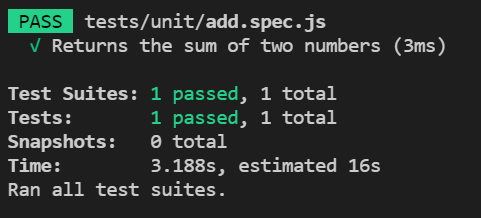 PASS tests/unit/add.spec.js
√ Returns the sum of two numbers (3ms)
Test Suites: 1 passed, 1 total
Tests: 1 passed, 1 total
Snapshots: 0 total
Time: 3.188s, estimated 16s
Ran all test suites.